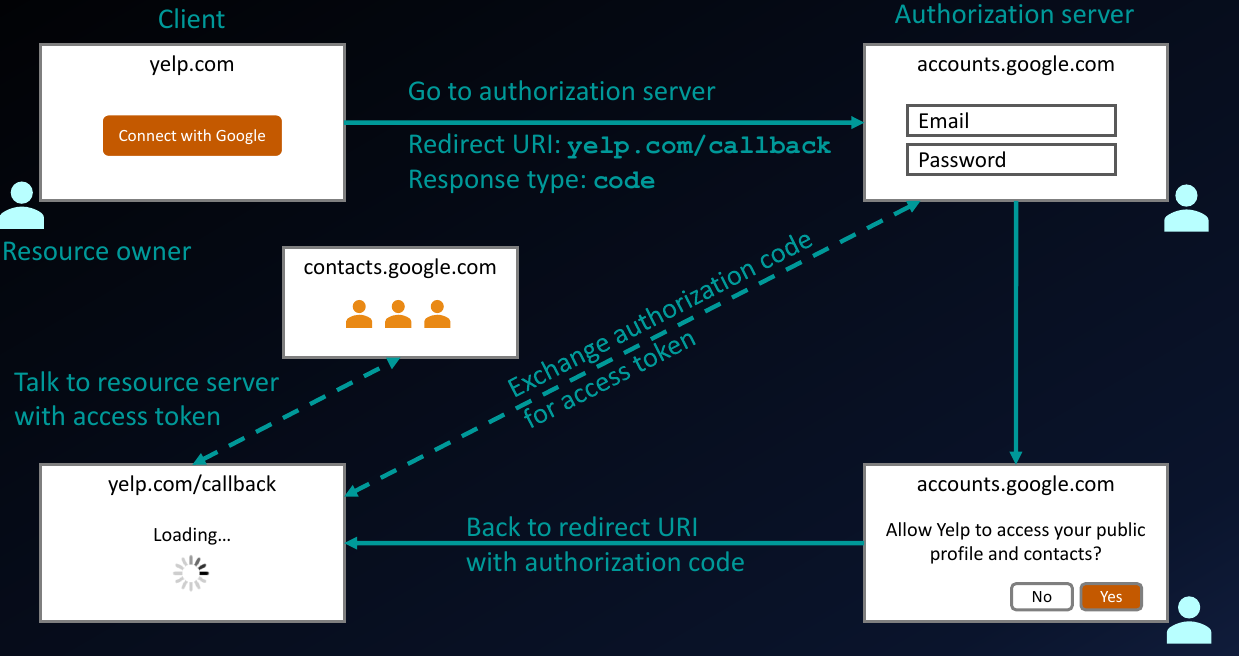 Client
Authorization server
yelp.com
Connect with Google
Go to authorization server
Redirect URI: yelp.com/callback
Response type: code
accounts.google.com
Email
Password
Resource owner
contacts.google.com
Exchange authorization code
for access token
Talk to resource server
with access token
yelp.com/callback
Loading...
Back to redirect URI
with authorization code
accounts.google.com
Allow Yelp to access your public
profile and contacts?
No
Yes